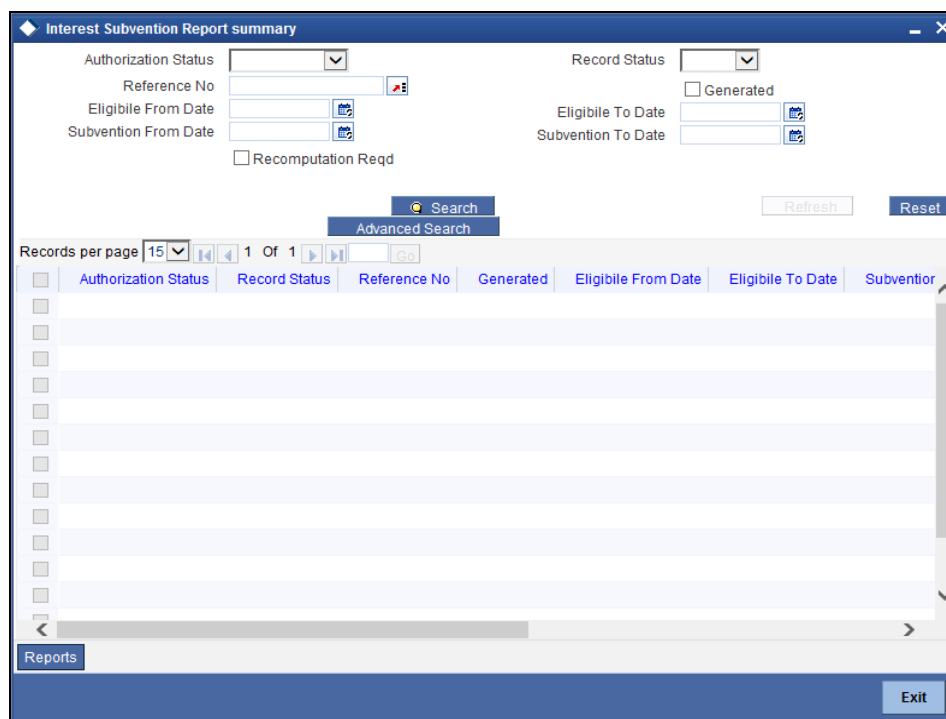 Interest Subvention Report summary
Authorization Status
Record Status
Reference No
Generated
Eligibile From Date
Eligibile To Date
Subvention From Date
Subvention To Date
Recomputation Reqd
Search
Refresh
Reset
Advanced Search
Records per page 15 1 Of 1 Go
Authorization Status Record Status Reference No Generated Eligibile From Date Eligibile To Date Subvention
Reports
Exit